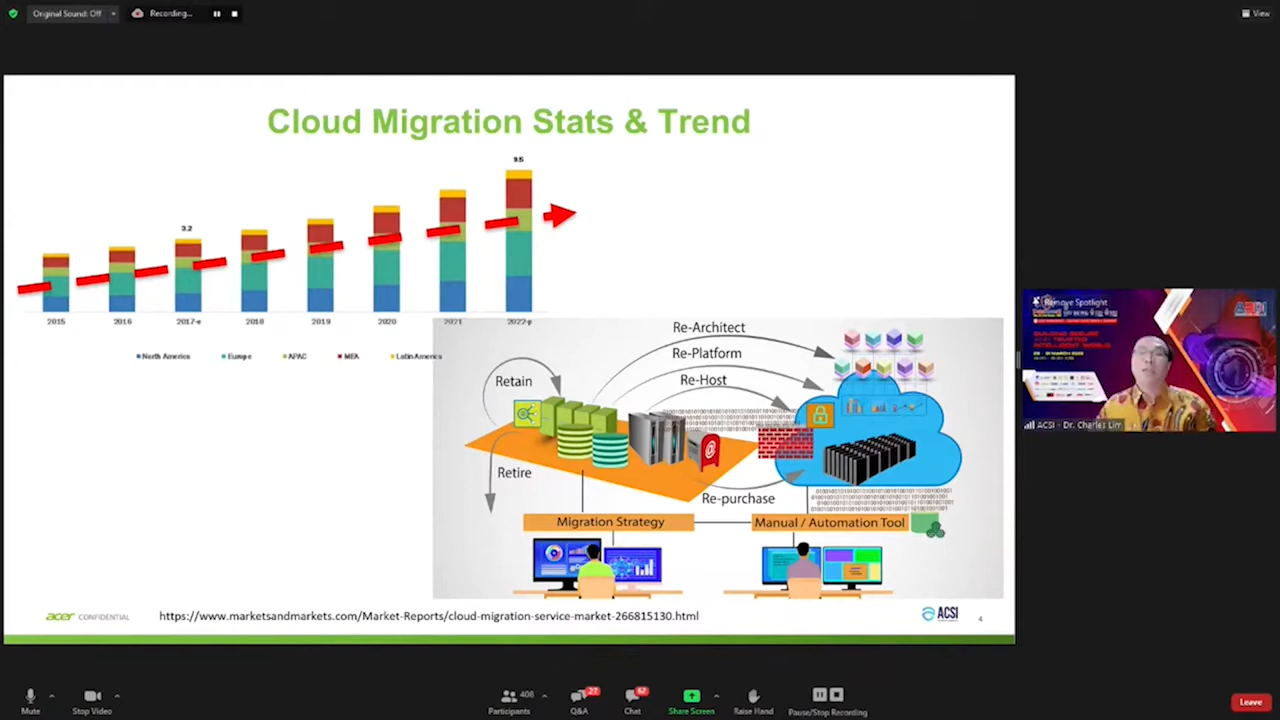 Original Sound: Off
Recording...
View
Cloud Migration Stats & Trend
9.5
3.2
2015 2016 2017-e 2018 2019 2020 2021 2022-p
North America Europe APAC MEA Latin America
Re-Architect
Re-Platform
Re-Host
Retain
Retire
Re-purchase
Migration Strategy
Manual / Automation Tool
acer CONFIDENTIAL
https://www.marketsandmarkets.com/Market-Reports/cloud-migration-service-market-266815130.html
ACSI
4
Remove Spotlight
ACSI - Dr. Charles Lim
Mute
Stop Video
408
Participants
27
Q&A
62
Chat
Share Screen
Raise Hand
Pause/Stop Recording
Leave